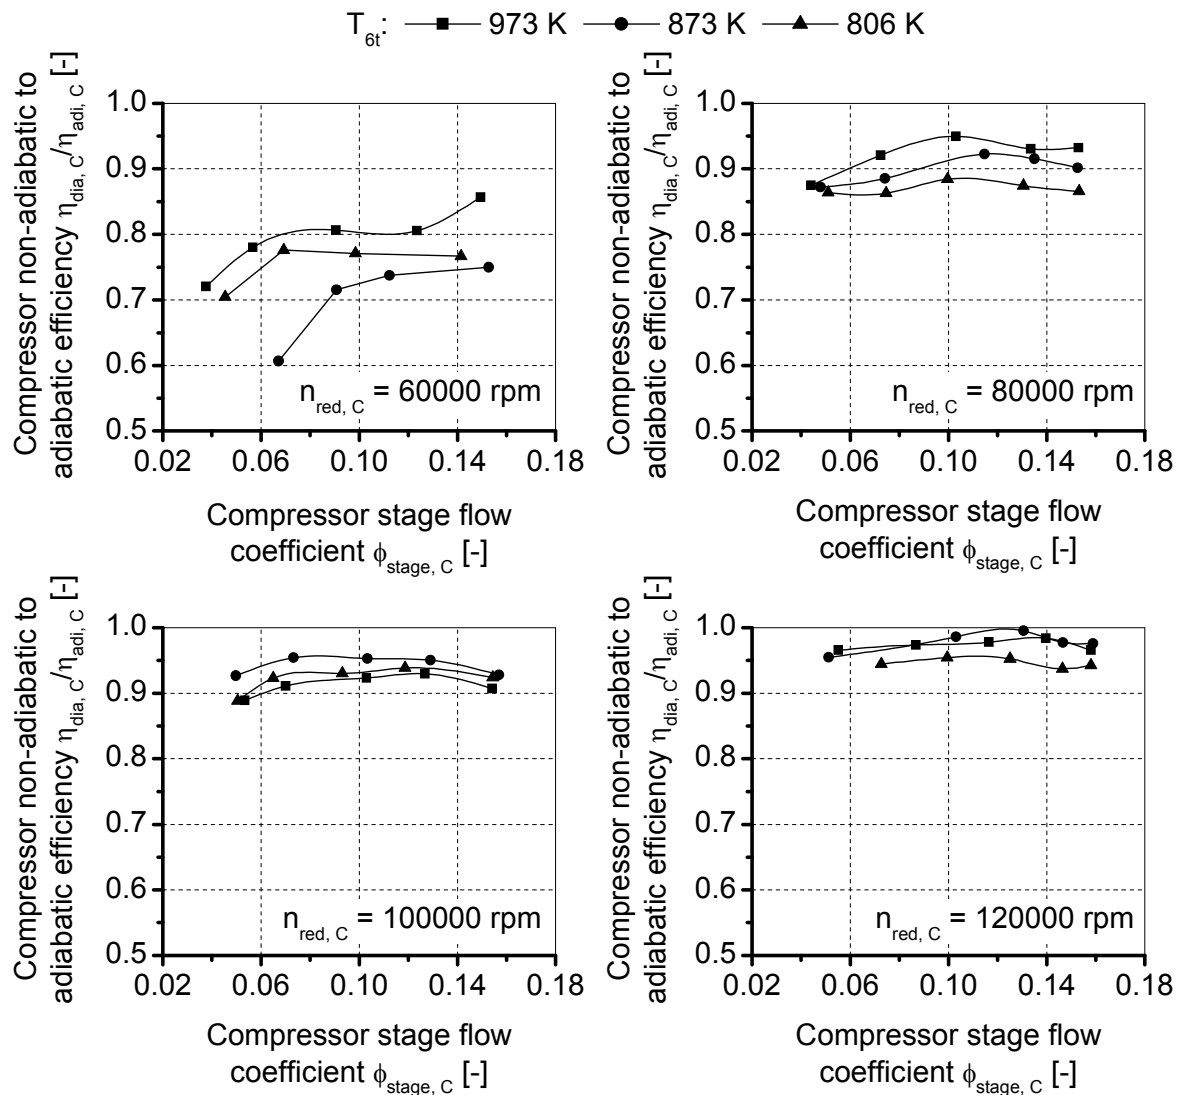 T6t: 973 K 873 K 806 K
Compressor non-adiabatic to
adiabatic efficiency ηdia, C/ηadi, C [-]
1.0
0.9
0.8
0.7
0.6
0.5
nred, C = 60000 rpm
0.02 0.06 0.10 0.14 0.18
Compressor stage flow
coefficient ϕstage, C [-]
Compressor non-adiabatic to
adiabatic efficiency ηdia, C/ηadi, C [-]
1.0
0.9
0.8
0.7
0.6
0.5
nred, C = 80000 rpm
0.02 0.06 0.10 0.14 0.18
Compressor stage flow
coefficient ϕstage, C [-]
Compressor non-adiabatic to
adiabatic efficiency ηdia, C/ηadi, C [-]
1.0
0.9
0.8
0.7
0.6
0.5
nred, C = 100000 rpm
0.02 0.06 0.10 0.14 0.18
Compressor stage flow
coefficient ϕstage, C [-]
Compressor non-adiabatic to
adiabatic efficiency ηdia, C/ηadi, C [-]
1.0
0.9
0.8
0.7
0.6
0.5
nred, C = 120000 rpm
0.02 0.06 0.10 0.14 0.18
Compressor stage flow
coefficient ϕstage, C [-]